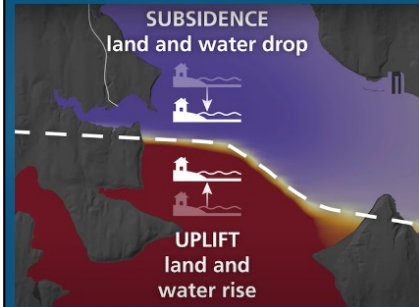 SUBSIDENCE
land and water drop
UPLIFT
land and
water rise